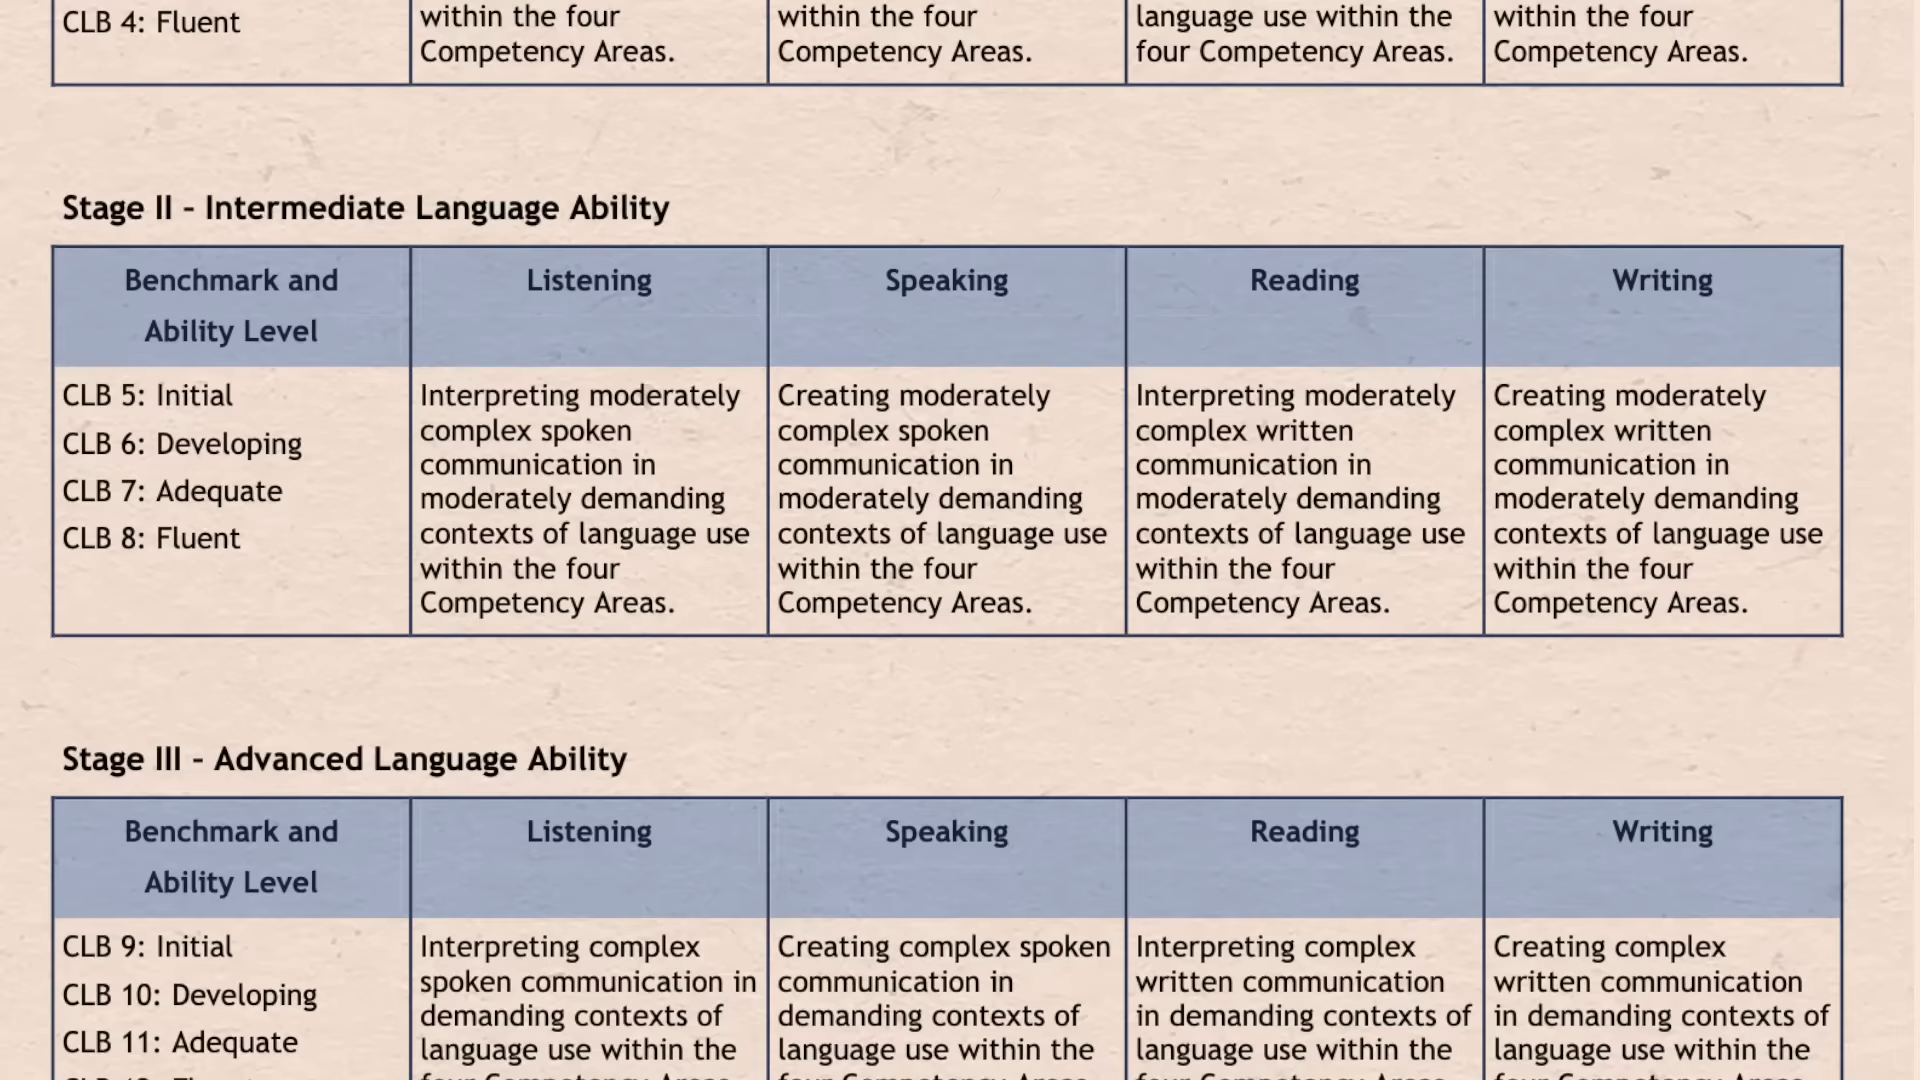 CLB 4: Fluent
within the four
Competency Areas.
within the four
Competency Areas.
language use within the
four Competency Areas.
within the four
Competency Areas.
Stage II – Intermediate Language Ability
Benchmark and
Ability Level
Listening
Speaking
Reading
Writing
CLB 5: Initial
CLB 6: Developing
CLB 7: Adequate
CLB 8: Fluent
Interpreting moderately
complex spoken
communication in
moderately demanding
contexts of language use
within the four
Competency Areas.
Creating moderately
complex spoken
communication in
moderately demanding
contexts of language use
within the four
Competency Areas.
Interpreting moderately
complex written
communication in
moderately demanding
contexts of language use
within the four
Competency Areas.
Creating moderately
complex written
communication in
moderately demanding
contexts of language use
within the four
Competency Areas.
Stage III – Advanced Language Ability
Benchmark and
Ability Level
Listening
Speaking
Reading
Writing
CLB 9: Initial
CLB 10: Developing
CLB 11: Adequate
Interpreting complex
spoken communication in
demanding contexts of
language use within the
Creating complex spoken
communication in
demanding contexts of
language use within the
Interpreting complex
written communication
in demanding contexts of
language use within the
Creating complex
written communication
in demanding contexts of
language use within the